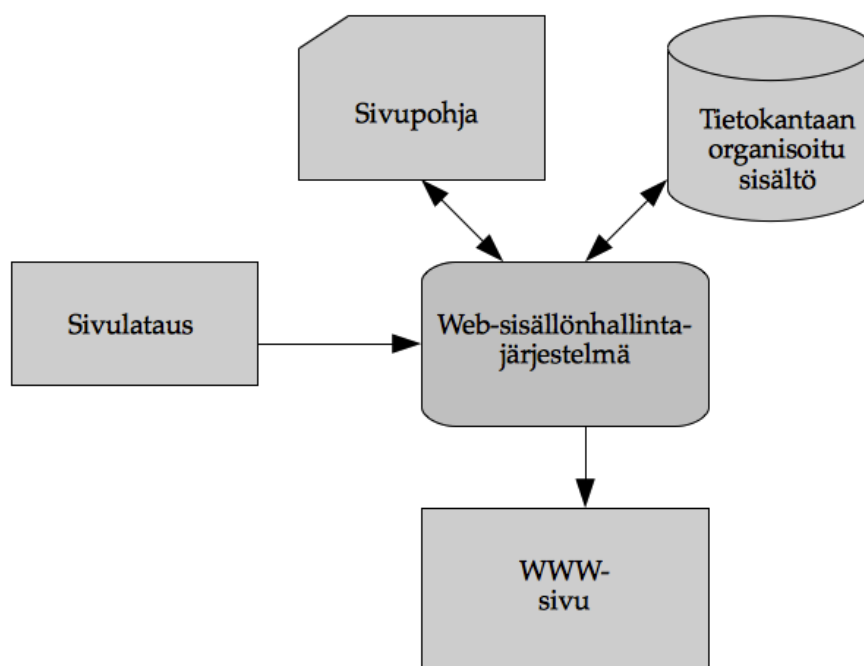 Sivupohja
Tietokantaan
organisoitu
sisältö
Sivulataus
Web-sisällönhallinta-
järjestelmä
WWW-
sivu